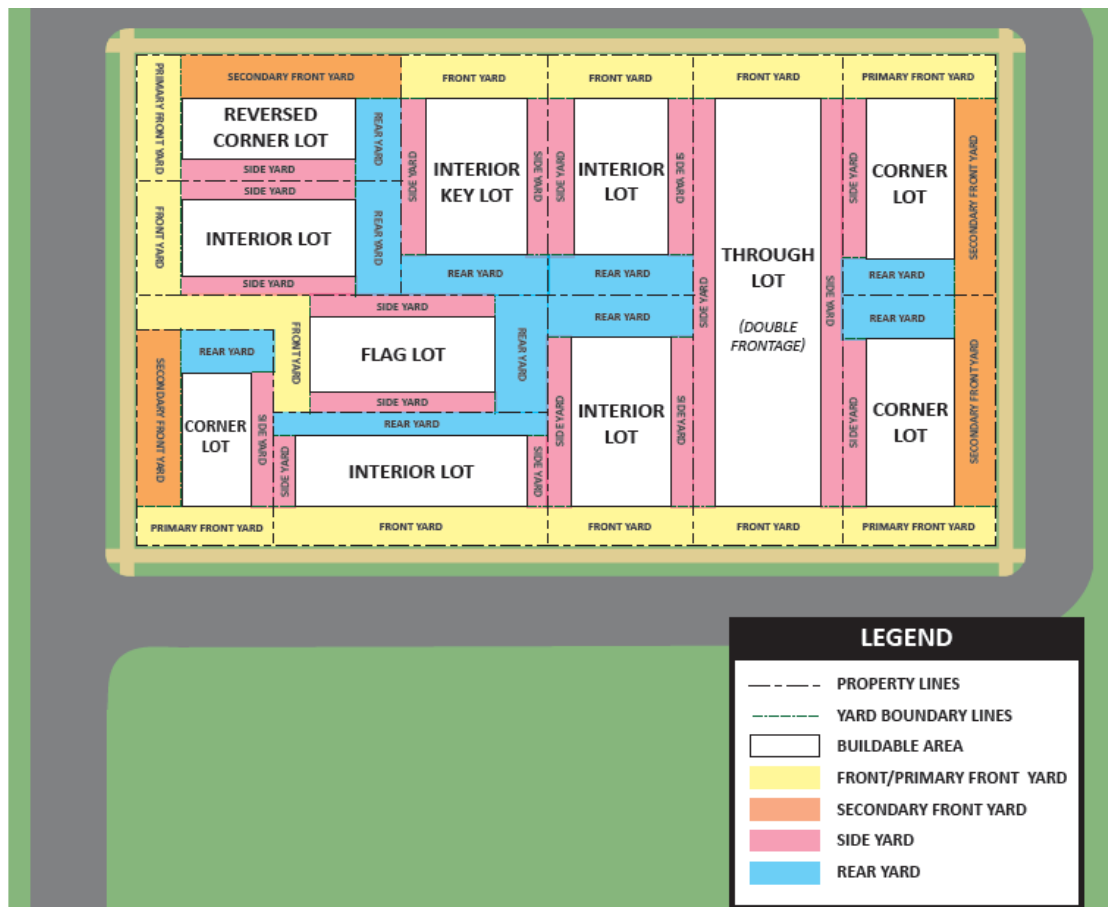 SECONDARY FRONT YARD
FRONT YARD
FRONT YARD
FRONT YARD
PRIMARY FRONT YARD
PRIMARY FRONT YARD
REVERSED
CORNER LOT
REAR YARD
SIDE YARD
INTERIOR
KEY LOT
SIDE YARD
SIDE YARD
INTERIOR
LOT
SIDE YARD
SIDE YARD
CORNER
LOT
SECONDARY FRONT YARD
SIDE YARD
SIDE YARD
FRONT YARD
INTERIOR LOT
REAR YARD
SIDE YARD
REAR YARD
REAR YARD
SIDE YARD
THROUGH
LOT
(DOUBLE
FRONTAGE)
SIDE YARD
REAR YARD
SIDE YARD
REAR YARD
REAR YARD
FRONT YARD
FLAG LOT
REAR YARD
REAR YARD
SECONDARY FRONT YARD
CORNER
LOT
SIDE YARD
SIDE YARD
REAR YARD
SIDE YARD
INTERIOR LOT
SIDE YARD
SIDE YARD
INTERIOR
LOT
SIDE YARD
SIDE YARD
CORNER
LOT
SECONDARY FRONT YARD
PRIMARY FRONT YARD
FRONT YARD
FRONT YARD
FRONT YARD
PRIMARY FRONT YARD
LEGEND
PROPERTY LINES
YARD BOUNDARY LINES
BUILDABLE AREA
FRONT/PRIMARY FRONT YARD
SECONDARY FRONT YARD
SIDE YARD
REAR YARD